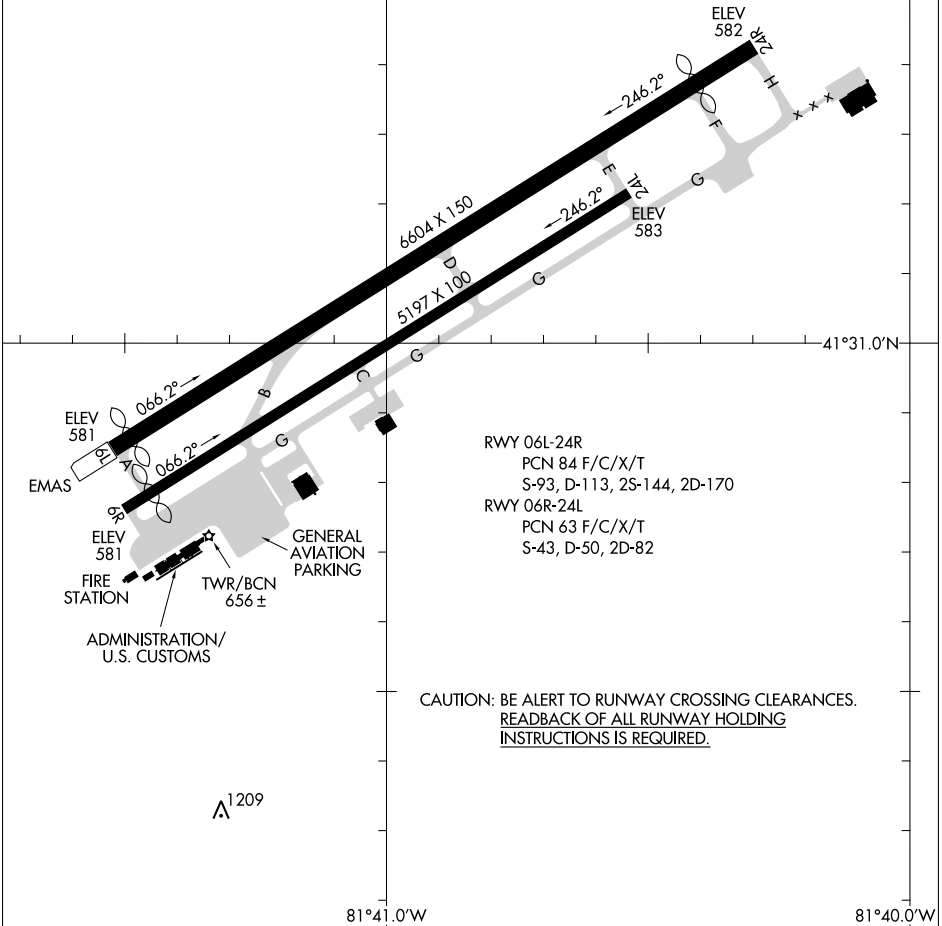 ELEV
582
24R
H
246.2°
F
E
24L
G
246.2°
ELEV
583
6604 X 150
D
G
5197 X 100
G
41°31.0'N
C
066.2°
B
ELEV
581
6L
A
066.2°
G
EMAS
6R
ELEV
581
RWY 06L-24R
PCN 84 F/C/X/T
S-93, D-113, 2S-144, 2D-170
RWY 06R-24L
PCN 63 F/C/X/T
S-43, D-50, 2D-82
GENERAL
AVIATION
PARKING
FIRE
STATION
TWR/BCN
656 ±
ADMINISTRATION/
U.S. CUSTOMS
CAUTION: BE ALERT TO RUNWAY CROSSING CLEARANCES.
READBACK OF ALL RUNWAY HOLDING
INSTRUCTIONS IS REQUIRED.
1209
81°41.0'W
81°40.0'W